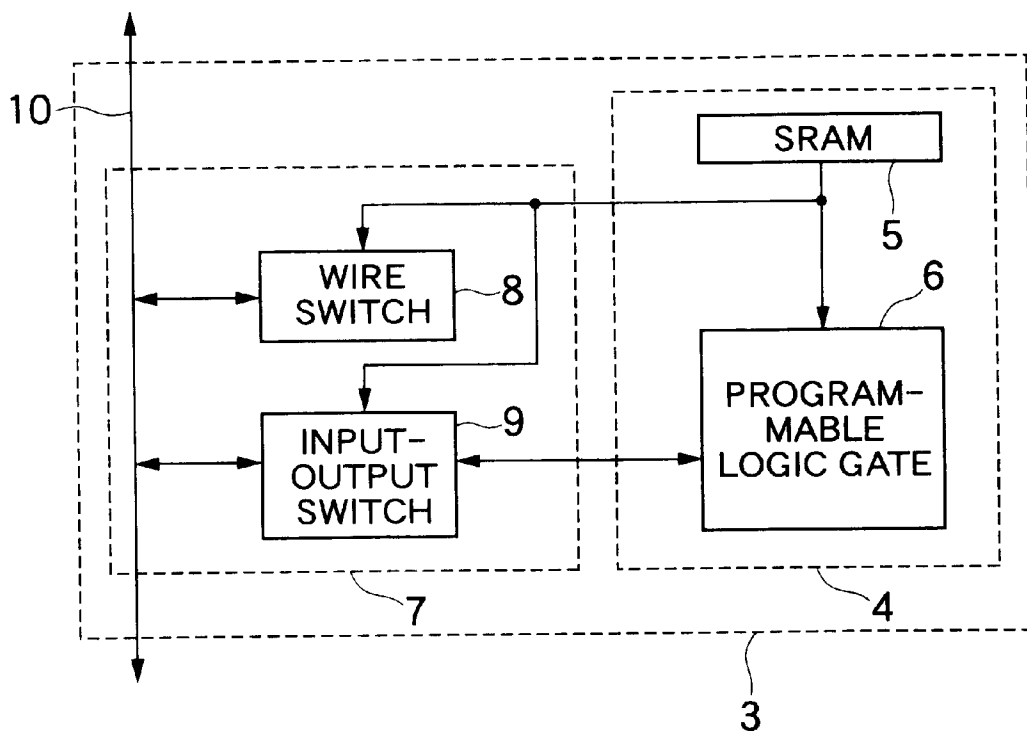 10
SRAM
5
WIRE
SWITCH
8
6
PROGRAM-
MABLE
LOGIC GATE
9
INPUT-
OUTPUT
SWITCH
7
4
3